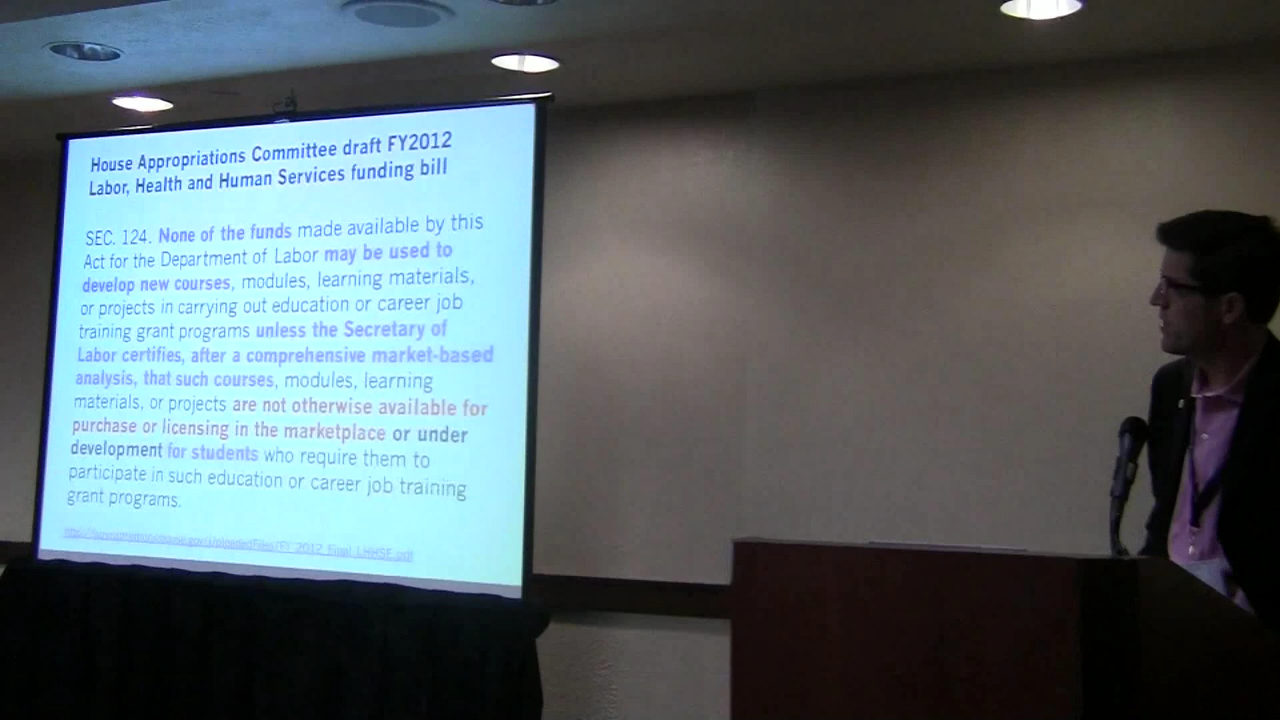 House Appropriations Committee draft FY2012
Labor, Health and Human Services funding bill
SEC. 124. None of the funds made available by this
Act for the Department of Labor may be used to
develop new courses, modules, learning materials,
or projects in carrying out education or career job
training grant programs unless the Secretary of
Labor certifies, after a comprehensive market-based
analysis, that such courses, modules, learning
materials, or projects are not otherwise available for
purchase or licensing in the marketplace or under
development for students who require them to
participate in such education or career job training
grant programs.